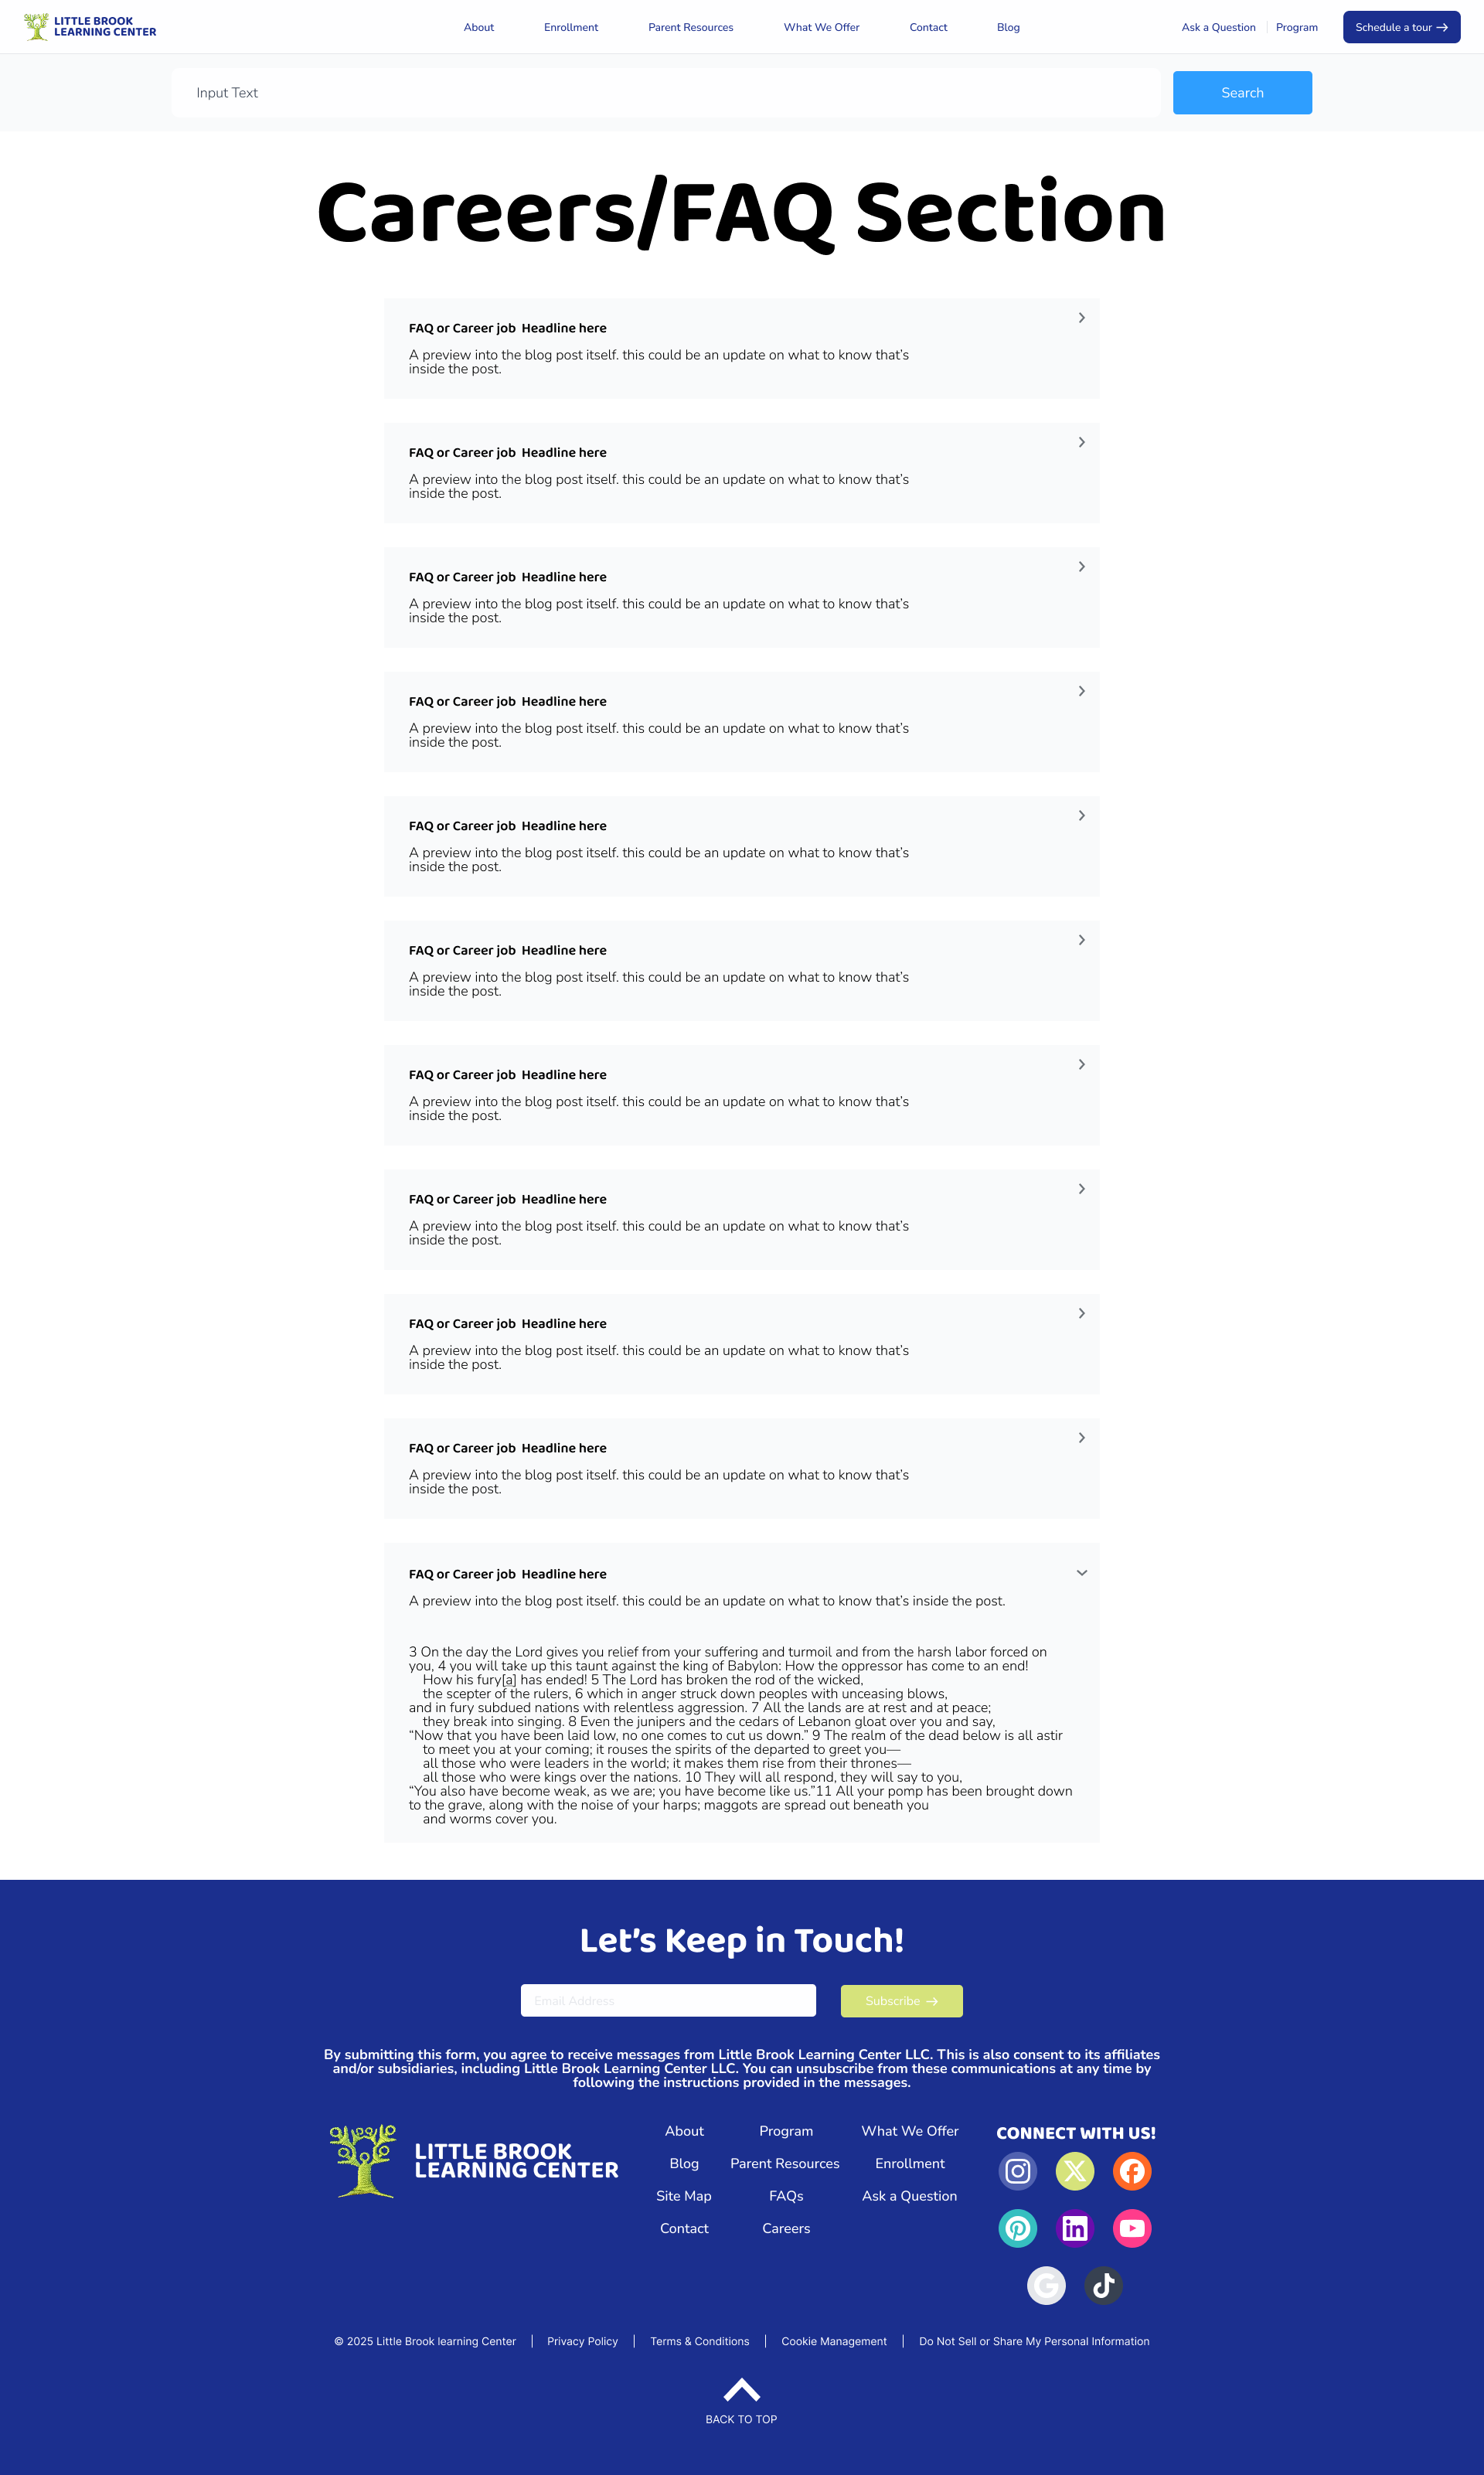 LITTLE BROOK
LEARNING CENTER
About Enrollment Parent Resources What We Offer Contact Blog Ask a Question Program Schedule a tour
Input Text Search
Careers/FAQ Section
FAQ or Career job Headline here
A preview into the blog post itself. this could be an update on what to know that’s
inside the post.
FAQ or Career job Headline here
A preview into the blog post itself. this could be an update on what to know that’s
inside the post.
FAQ or Career job Headline here
A preview into the blog post itself. this could be an update on what to know that’s
inside the post.
FAQ or Career job Headline here
A preview into the blog post itself. this could be an update on what to know that’s
inside the post.
FAQ or Career job Headline here
A preview into the blog post itself. this could be an update on what to know that’s
inside the post.
FAQ or Career job Headline here
A preview into the blog post itself. this could be an update on what to know that’s
inside the post.
FAQ or Career job Headline here
A preview into the blog post itself. this could be an update on what to know that’s
inside the post.
FAQ or Career job Headline here
A preview into the blog post itself. this could be an update on what to know that’s
inside the post.
FAQ or Career job Headline here
A preview into the blog post itself. this could be an update on what to know that’s
inside the post.
FAQ or Career job Headline here
A preview into the blog post itself. this could be an update on what to know that’s
inside the post.
FAQ or Career job Headline here
A preview into the blog post itself. this could be an update on what to know that’s inside the post.
3 On the day the Lord gives you relief from your suffering and turmoil and from the harsh labor forced on
you, 4 you will take up this taunt against the king of Babylon: How the oppressor has come to an end!
How his fury[a] has ended! 5 The Lord has broken the rod of the wicked,
the scepter of the rulers, 6 which in anger struck down peoples with unceasing blows,
and in fury subdued nations with relentless aggression. 7 All the lands are at rest and at peace;
they break into singing. 8 Even the junipers and the cedars of Lebanon gloat over you and say,
“Now that you have been laid low, no one comes to cut us down.” 9 The realm of the dead below is all astir
to meet you at your coming; it rouses the spirits of the departed to greet you—
all those who were leaders in the world; it makes them rise from their thrones—
all those who were kings over the nations. 10 They will all respond, they will say to you,
“You also have become weak, as we are; you have become like us.”11 All your pomp has been brought down
to the grave, along with the noise of your harps; maggots are spread out beneath you
and worms cover you.
Let’s Keep in Touch!
Email Address Subscribe
By submitting this form, you agree to receive messages from Little Brook Learning Center LLC. This is also consent to its affiliates
and/or subsidiaries, including Little Brook Learning Center LLC. You can unsubscribe from these communications at any time by
following the instructions provided in the messages.
LITTLE BROOK
LEARNING CENTER
About Program What We Offer
Blog Parent Resources Enrollment
Site Map FAQs Ask a Question
Contact Careers
CONNECT WITH US!
© 2025 Little Brook learning Center | Privacy Policy | Terms & Conditions | Cookie Management | Do Not Sell or Share My Personal Information
BACK TO TOP